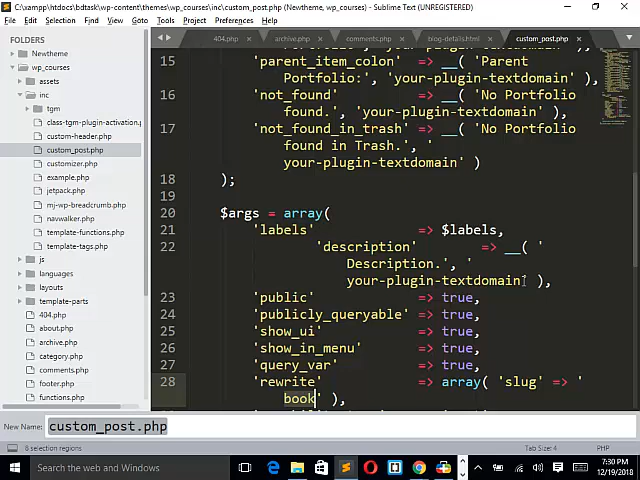 C:\xampp\htdocs\bdtask\wp-content\themes\wp_courses\inc\custom_post.php (Newtheme, wp_courses) - Sublime Text (UNREGISTERED)
File Edit Selection Find View Goto Tools Project Preferences Help
FOLDERS
Newtheme
wp_courses
assets
inc
tgm
class-tgm-plugin-activation.p
custom-header.php
custom_post.php
customizer.php
example.php
jetpack.php
mj-wp-breadcrumb.php
navwalker.php
template-functions.php
template-tags.php
js
languages
layouts
template-parts
404.php
about.php
archive.php
category.php
comments.php
footer.php
functions.php
404.php archive.php comments.php blog-details.html custom_post.php
15 'parent_item_colon' => __( 'Parent
Portfolio:', 'your-plugin-textdomain' ),
16 'not_found' => __( 'No Portfolio
found.', 'your-plugin-textdomain' ),
17 'not_found_in_trash' => __( 'No Portfolio
found in Trash.', '
your-plugin-textdomain' )
18 );
19
20 $args = array(
21 'labels' => $labels,
22 'description' => __( '
Description.', '
your-plugin-textdomain' ),
23 'public' => true,
24 'publicly_queryable' => true,
25 'show_ui' => true,
26 'show_in_menu' => true,
27 'query_var' => true,
28 'rewrite' => array( 'slug' => '
book' ),
New Name: custom_post.php
8 selection regions Tab Size: 4 PHP
Search the web and Windows
7:30 PM
12/19/2018